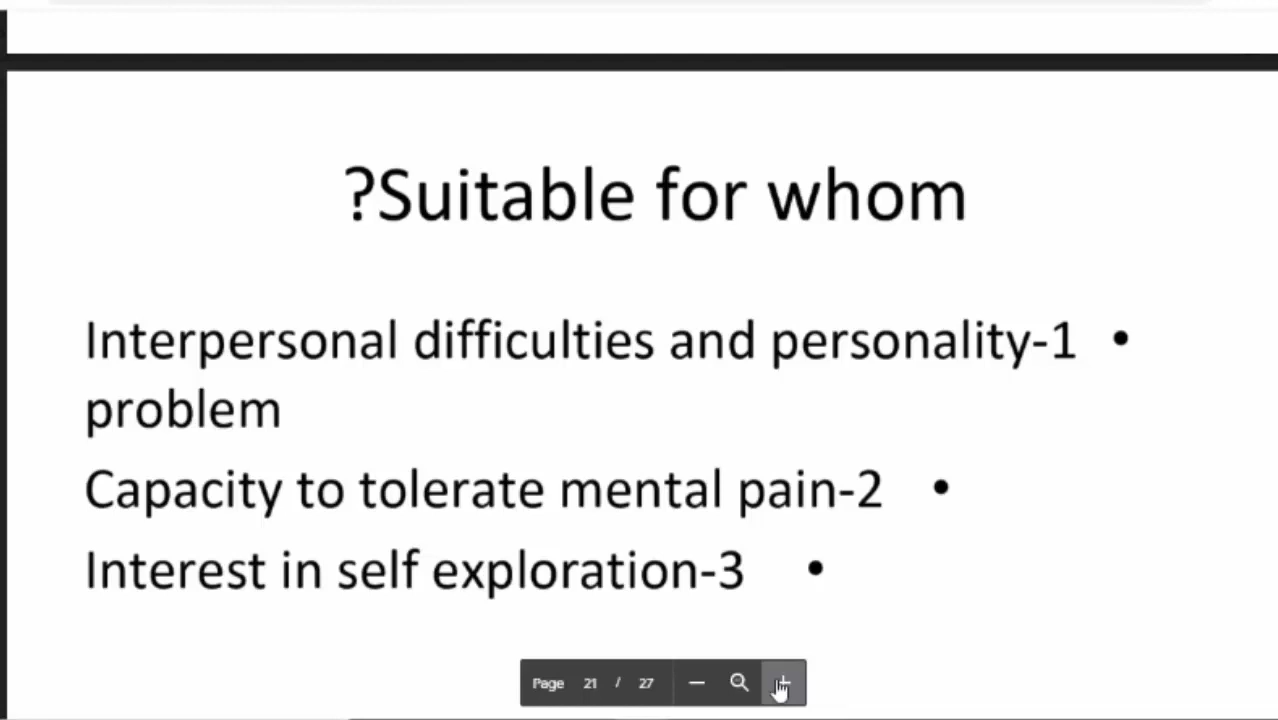 ?Suitable for whom
Interpersonal difficulties and personality-1 •
problem
Capacity to tolerate mental pain-2 •
Interest in self exploration-3 •
Page 21 / 27